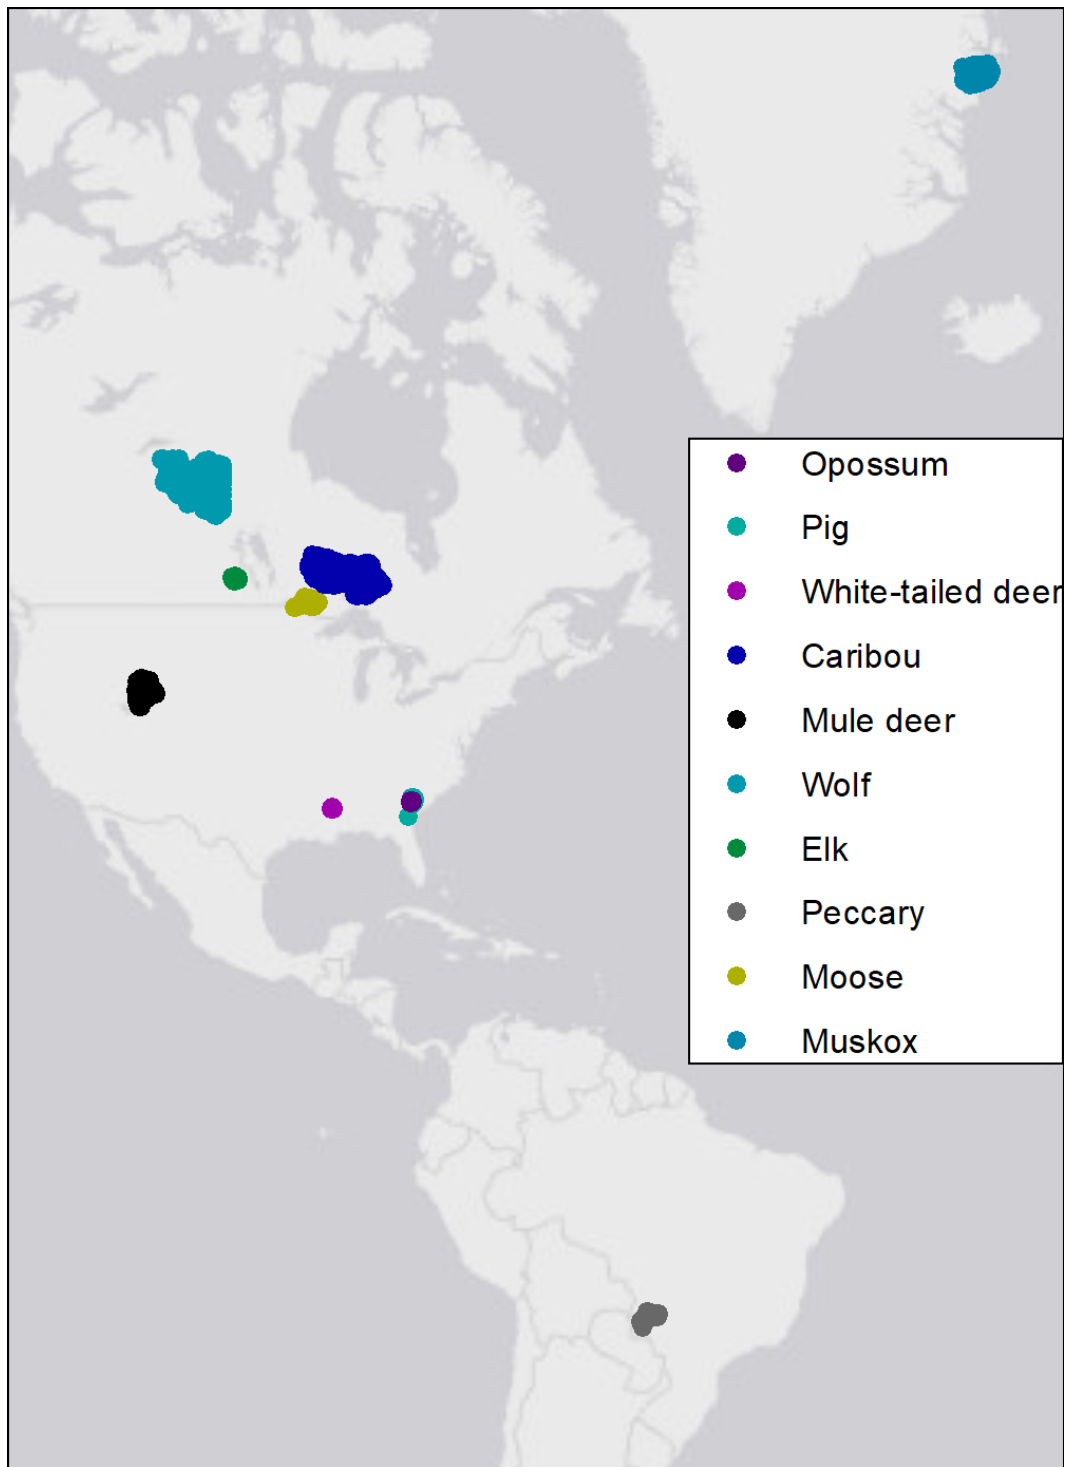 Opossum
Pig
White-tailed deer
Caribou
Mule deer
Wolf
Elk
Peccary
Moose
Muskox